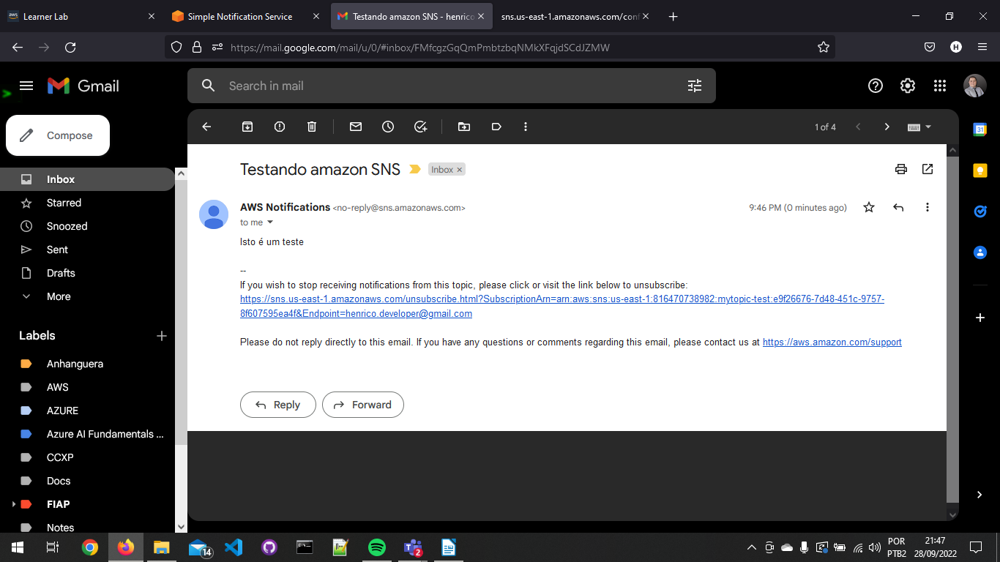 Learner Lab
Simple Notification Service
Testando amazon SNS - henrico
sns.us-east-1.amazonaws.com/conf
https://mail.google.com/mail/u/0/#inbox/FMfcgzGqQmPmbtzbqNMkXFqjdSCdJZMW
H
Gmail
Search in mail
Compose
1 of 4
Inbox
Starred
Snoozed
Sent
Drafts
More
Labels
Anhanguera
AWS
AZURE
Azure AI Fundamentals ...
CCXP
Docs
FIAP
Notes
Testando amazon SNS
Inbox ×
AWS Notifications <no-reply@sns.amazonaws.com>
9:46 PM (0 minutes ago)
to me
Isto é um teste
--
If you wish to stop receiving notifications from this topic, please click or visit the link below to unsubscribe:
https://sns.us-east-1.amazonaws.com/unsubscribe.html?SubscriptionArn=arn:aws:sns:us-east-1:816470738982:mytopic-test:e9f26676-7d48-451c-9757-
8f607595ea4f&Endpoint=henrico.developer@gmail.com
Please do not reply directly to this email. If you have any questions or comments regarding this email, please contact us at https://aws.amazon.com/support
Reply
Forward
31
14
2
POR
PTB2
21:47
28/09/2022